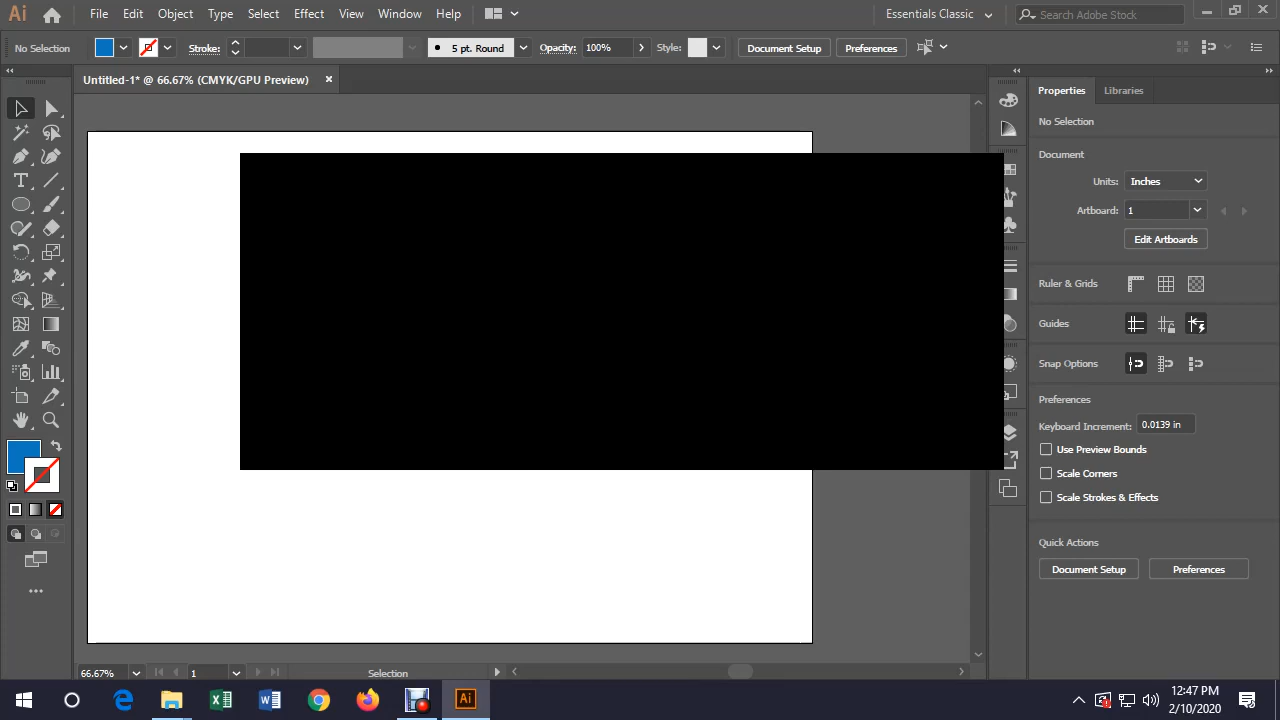 Ai File Edit Object Type Select Effect View Window Help Essentials Classic Search Adobe Stock
No Selection Stroke: 5 pt. Round Opacity: 100% Style: Document Setup Preferences
Untitled-1* @ 66.67% (CMYK/GPU Preview)
Properties Libraries
No Selection
Document
Units: Inches
Artboard: 1
Edit Artboards
Ruler & Grids
Guides
Snap Options
Preferences
Keyboard Increment: 0.0139 in
Use Preview Bounds
Scale Corners
Scale Strokes & Effects
Quick Actions
Document Setup Preferences
66.67% 1 Selection
Ai
12:47 PM
2/10/2020